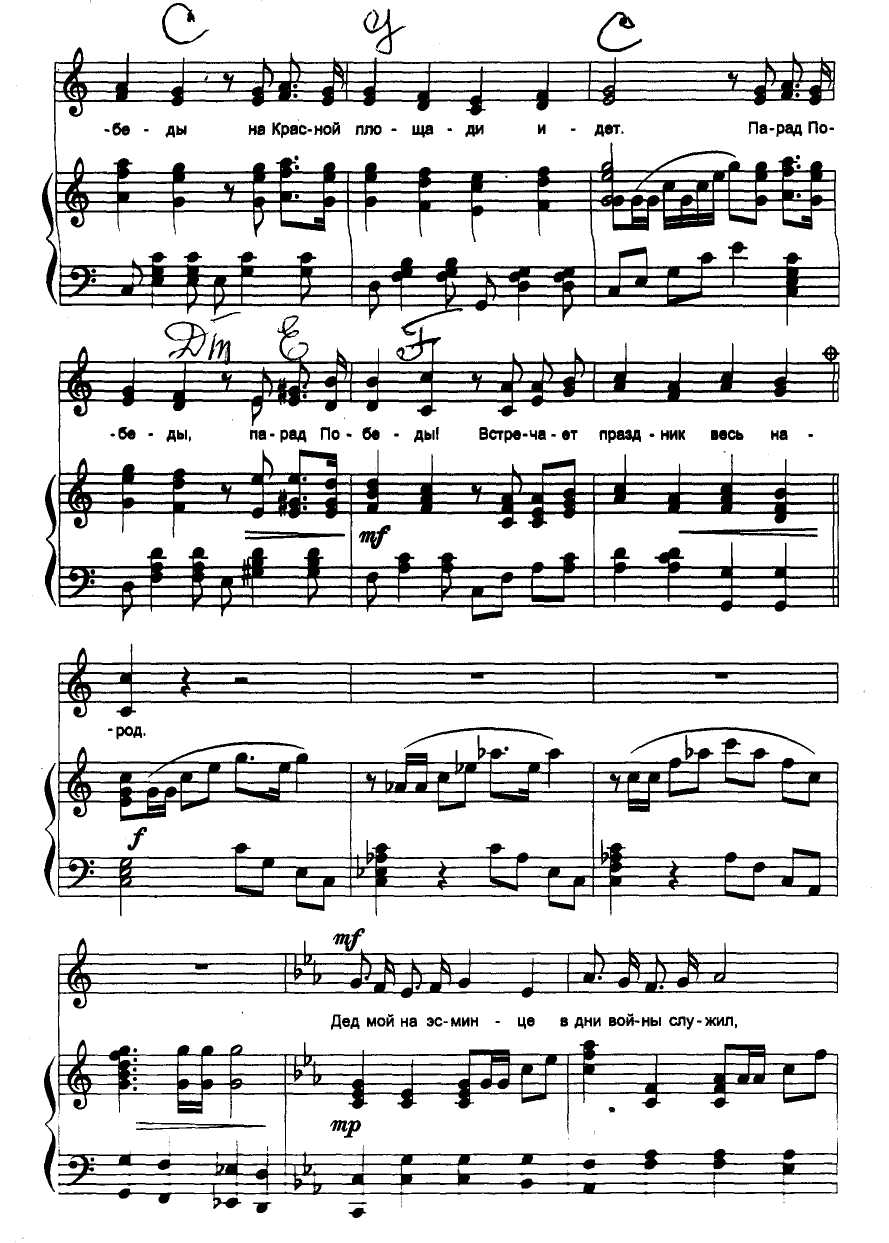 C G C
-бе - ды на Крас-ной пло - ща - ди и - дет. Па-рад По-
Dm E F
-бе - ды, па-рад По-бе - ды! Встре-ча-ет празд-ник весь на-
mf
-род.
f
mf
Дед мой на эс-мин - це в дни вой-ны слу-жил,
mp